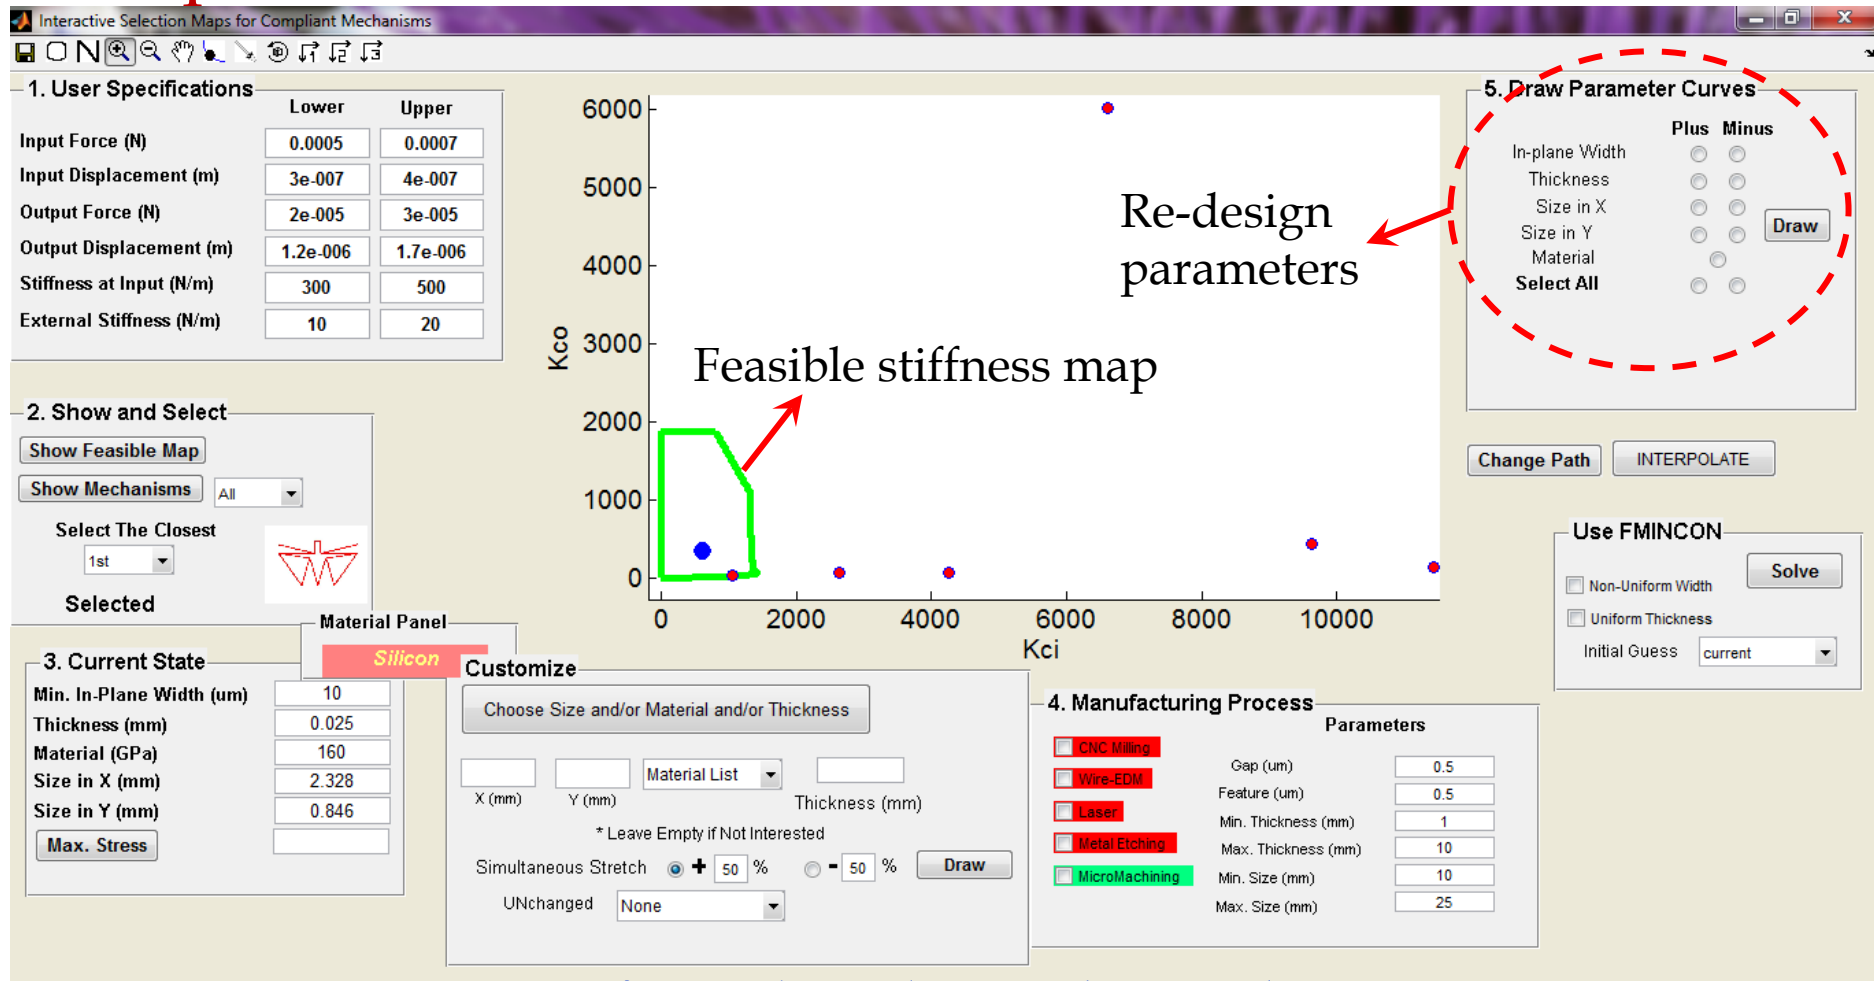 Interactive Selection Maps for Compliant Mechanisms
1. User Specifications
Lower Upper
Input Force (N) 0.0005 0.0007
Input Displacement (m) 3e-007 4e-007
Output Force (N) 2e-005 3e-005
Output Displacement (m) 1.2e-006 1.7e-006
Stiffness at Input (N/m) 300 500
External Stiffness (N/m) 10 20
2. Show and Select
Show Feasible Map
Show Mechanisms All
Select The Closest
1st
Selected
Material Panel
Silicon
3. Current State
Min. In-Plane Width (um) 10
Thickness (mm) 0.025
Material (GPa) 160
Size in X (mm) 2.328
Size in Y (mm) 0.846
Max. Stress
6000
5000
4000
3000
2000
1000
0
Kco
0 2000 4000 6000 8000 10000
Kci
Feasible stiffness map
Re-design
parameters
Customize
Choose Size and/or Material and/or Thickness
Material List
X (mm) Y (mm) Thickness (mm)
* Leave Empty if Not Interested
Simultaneous Stretch + 50 % - 50 % Draw
UNchanged None
4. Manufacturing Process
Parameters
CNC Milling
Wire-EDM
Laser
Metal Etching
MicroMachining
Gap (um) 0.5
Feature (um) 0.5
Min. Thickness (mm) 1
Max. Thickness (mm) 10
Min. Size (mm) 10
Max. Size (mm) 25
5. Draw Parameter Curves
Plus Minus
In-plane Width
Thickness
Size in X
Size in Y
Draw
Material
Select All
Change Path INTERPOLATE
Use FMINCON
Solve
Non-Uniform Width
Uniform Thickness
Initial Guess current